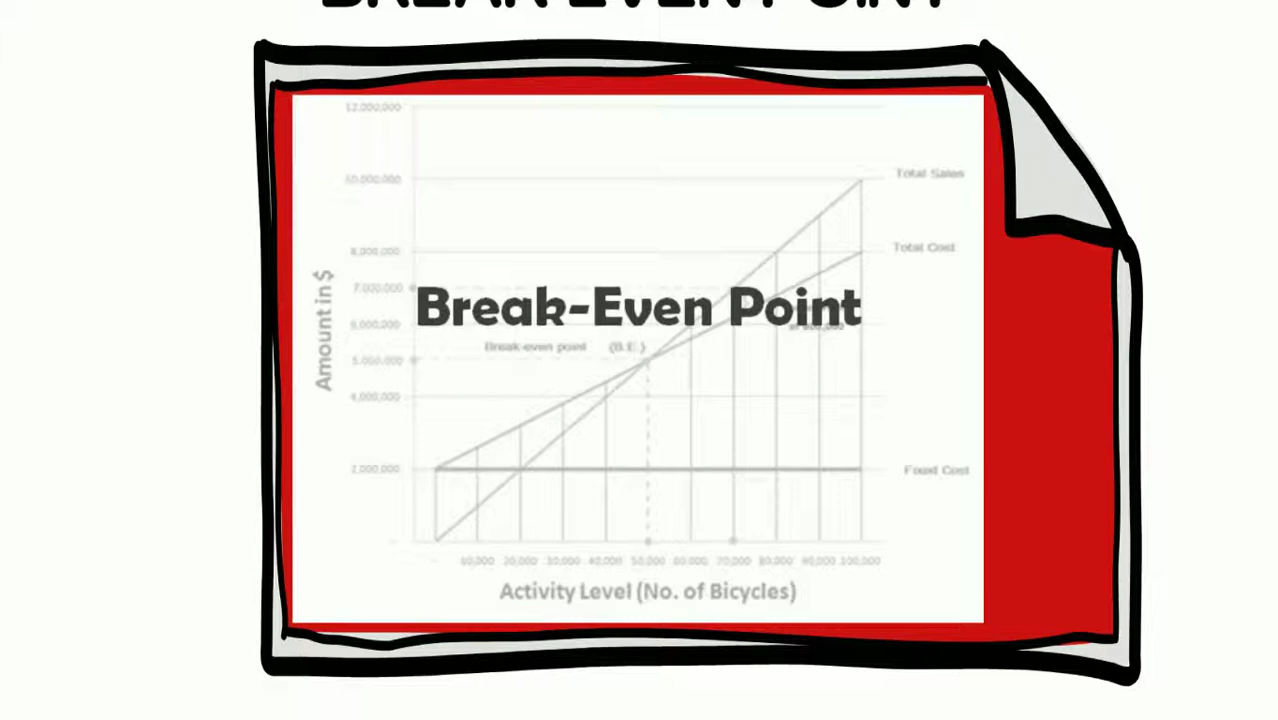 BREAK EVEN POINT
12,000,000
10,000,000
Total Sales
8,000,000
Total Cost
7,000,000
Break-Even Point
6,000,000
Break-even point (B.E.)
5,000,000
4,000,000
2,000,000
Fixed Cost
Amount in $
10,000 20,000 30,000 40,000 50,000 60,000 70,000 80,000 90,000 100,000
Activity Level (No. of Bicycles)